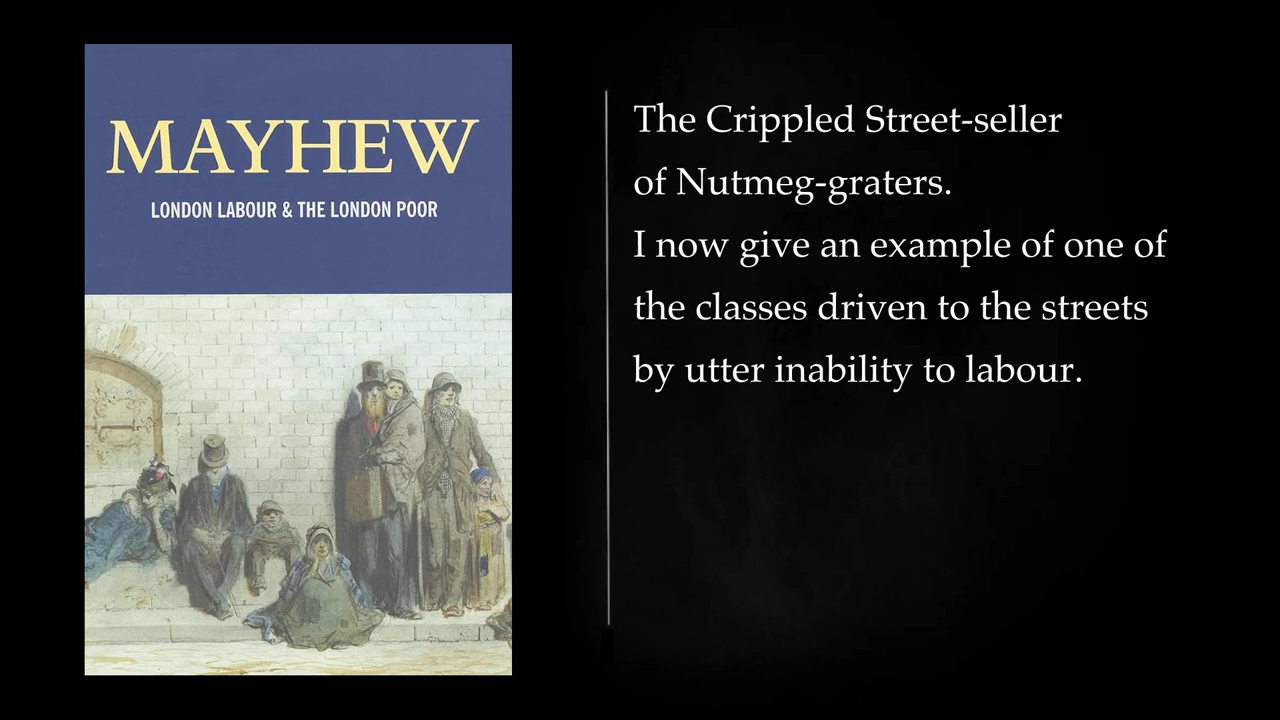 MAYHEW
LONDON LABOUR & THE LONDON POOR
The Crippled Street-seller
of Nutmeg-graters.
I now give an example of one of
the classes driven to the streets
by utter inability to labour.